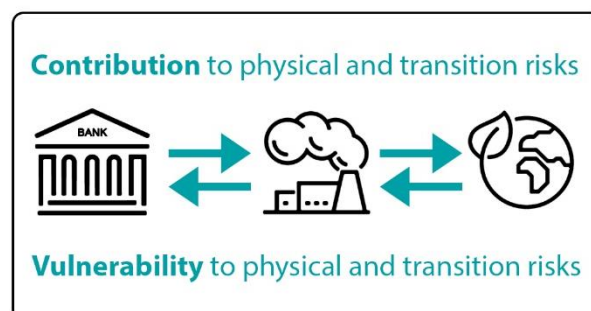 Contribution to physical and transition risks
BANK
Vulnerability to physical and transition risks